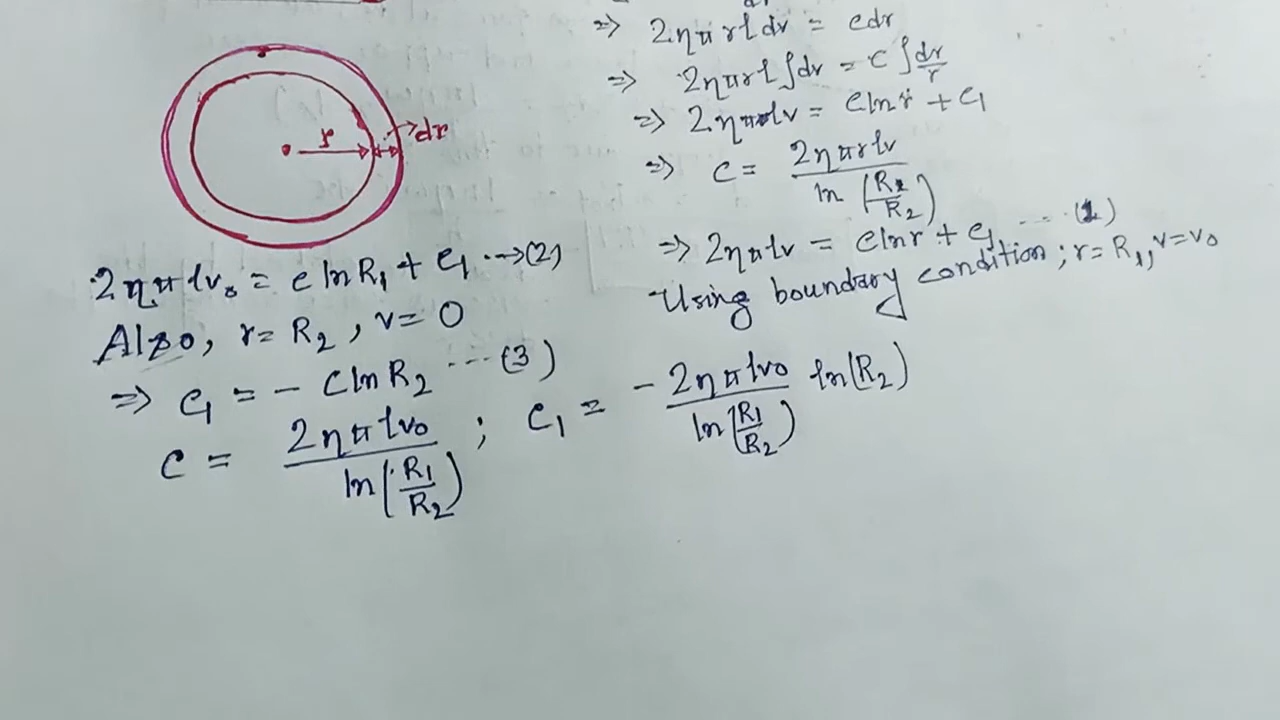 ⇒ 2ηπrl dv = cdr
⇒ 2ηπrl ∫dv = c ∫dr/r
⇒ 2ηπlv = c ln r + c₁
⇒ c = 2ηπrlv / ln (R₂/R₂)
⇒ 2ηπlv = c ln r + c₁ ... (1)
Using boundary condition; r = R₁, v = v₀
r
dr
2ηπlv₀ = c ln R₁ + c₁ ...→(2)
Also, r = R₂, v = 0
⇒ c₁ = - c ln R₂ ... (3)
c = 2ηπlv₀ / ln(R₁/R₂) ; c₁ = - 2ηπlv₀ / ln(R₁/R₂) ln(R₂)